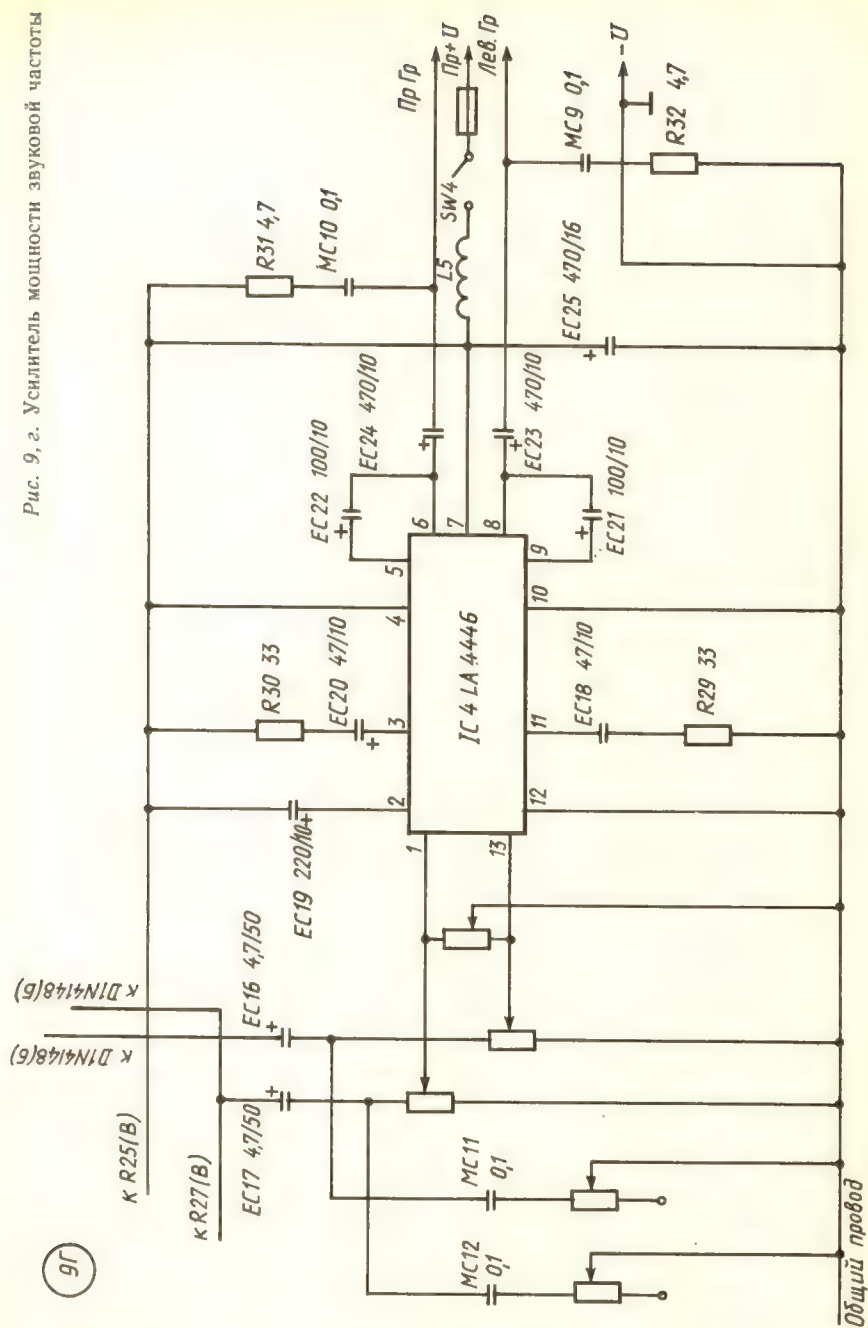 Рис. 9, г. Усилитель мощности звуковой частоты
9Г
к R25(В)
к R27(В)
к D1N4148(Б)
к D1N4148(Б)
EC17 4,7/50
EC16 4,7/50
+
+
EC19 220/10
+
R30 33
EC20 47/10
+
EC22 100/10
+
EC24 470/10
+
R31 4,7
MC10 0,1
Пр Гр
Пр+U
Лев. Гр
SW4
L5
1
2
3
4
5
6
7
8
9
10
11
12
13
IC 4 LA 4446
EC18 47/10
R29 33
EC21 100/10
+
EC23 470/10
+
EC25 470/16
+
MC9 0,1
R32 4,7
-U
MC12
0,1
MC11
0,1
Общий провод